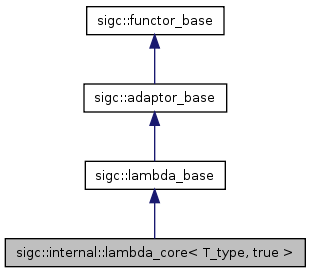 sigc::functor_base
sigc::adaptor_base
sigc::lambda_base
sigc::internal::lambda_core< T_type, true >